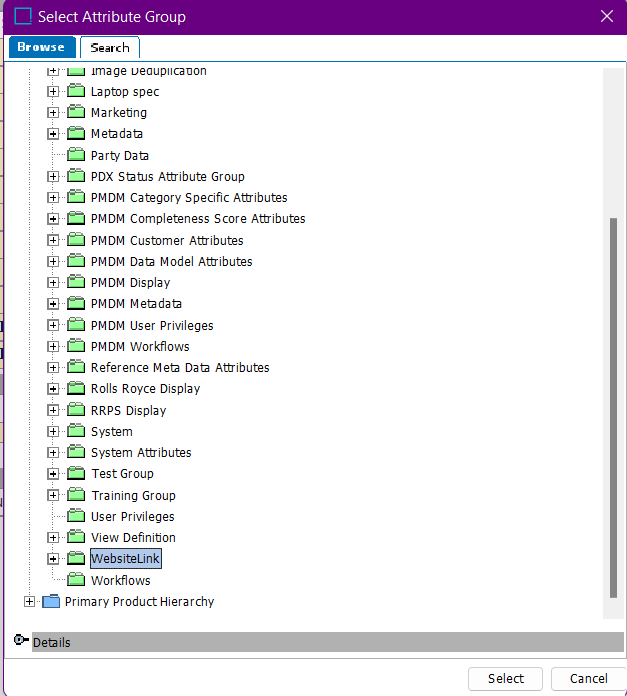 Select Attribute Group
Browse
Search
Image Deduplication
Laptop spec
Marketing
Metadata
Party Data
PDX Status Attribute Group
PMDM Category Specific Attributes
PMDM Completeness Score Attributes
PMDM Customer Attributes
PMDM Data Model Attributes
PMDM Display
PMDM Metadata
PMDM User Privileges
PMDM Workflows
Reference Meta Data Attributes
Rolls Royce Display
RRPS Display
System
System Attributes
Test Group
Training Group
User Privileges
View Definition
WebsiteLink
Workflows
Primary Product Hierarchy
Details
Select
Cancel